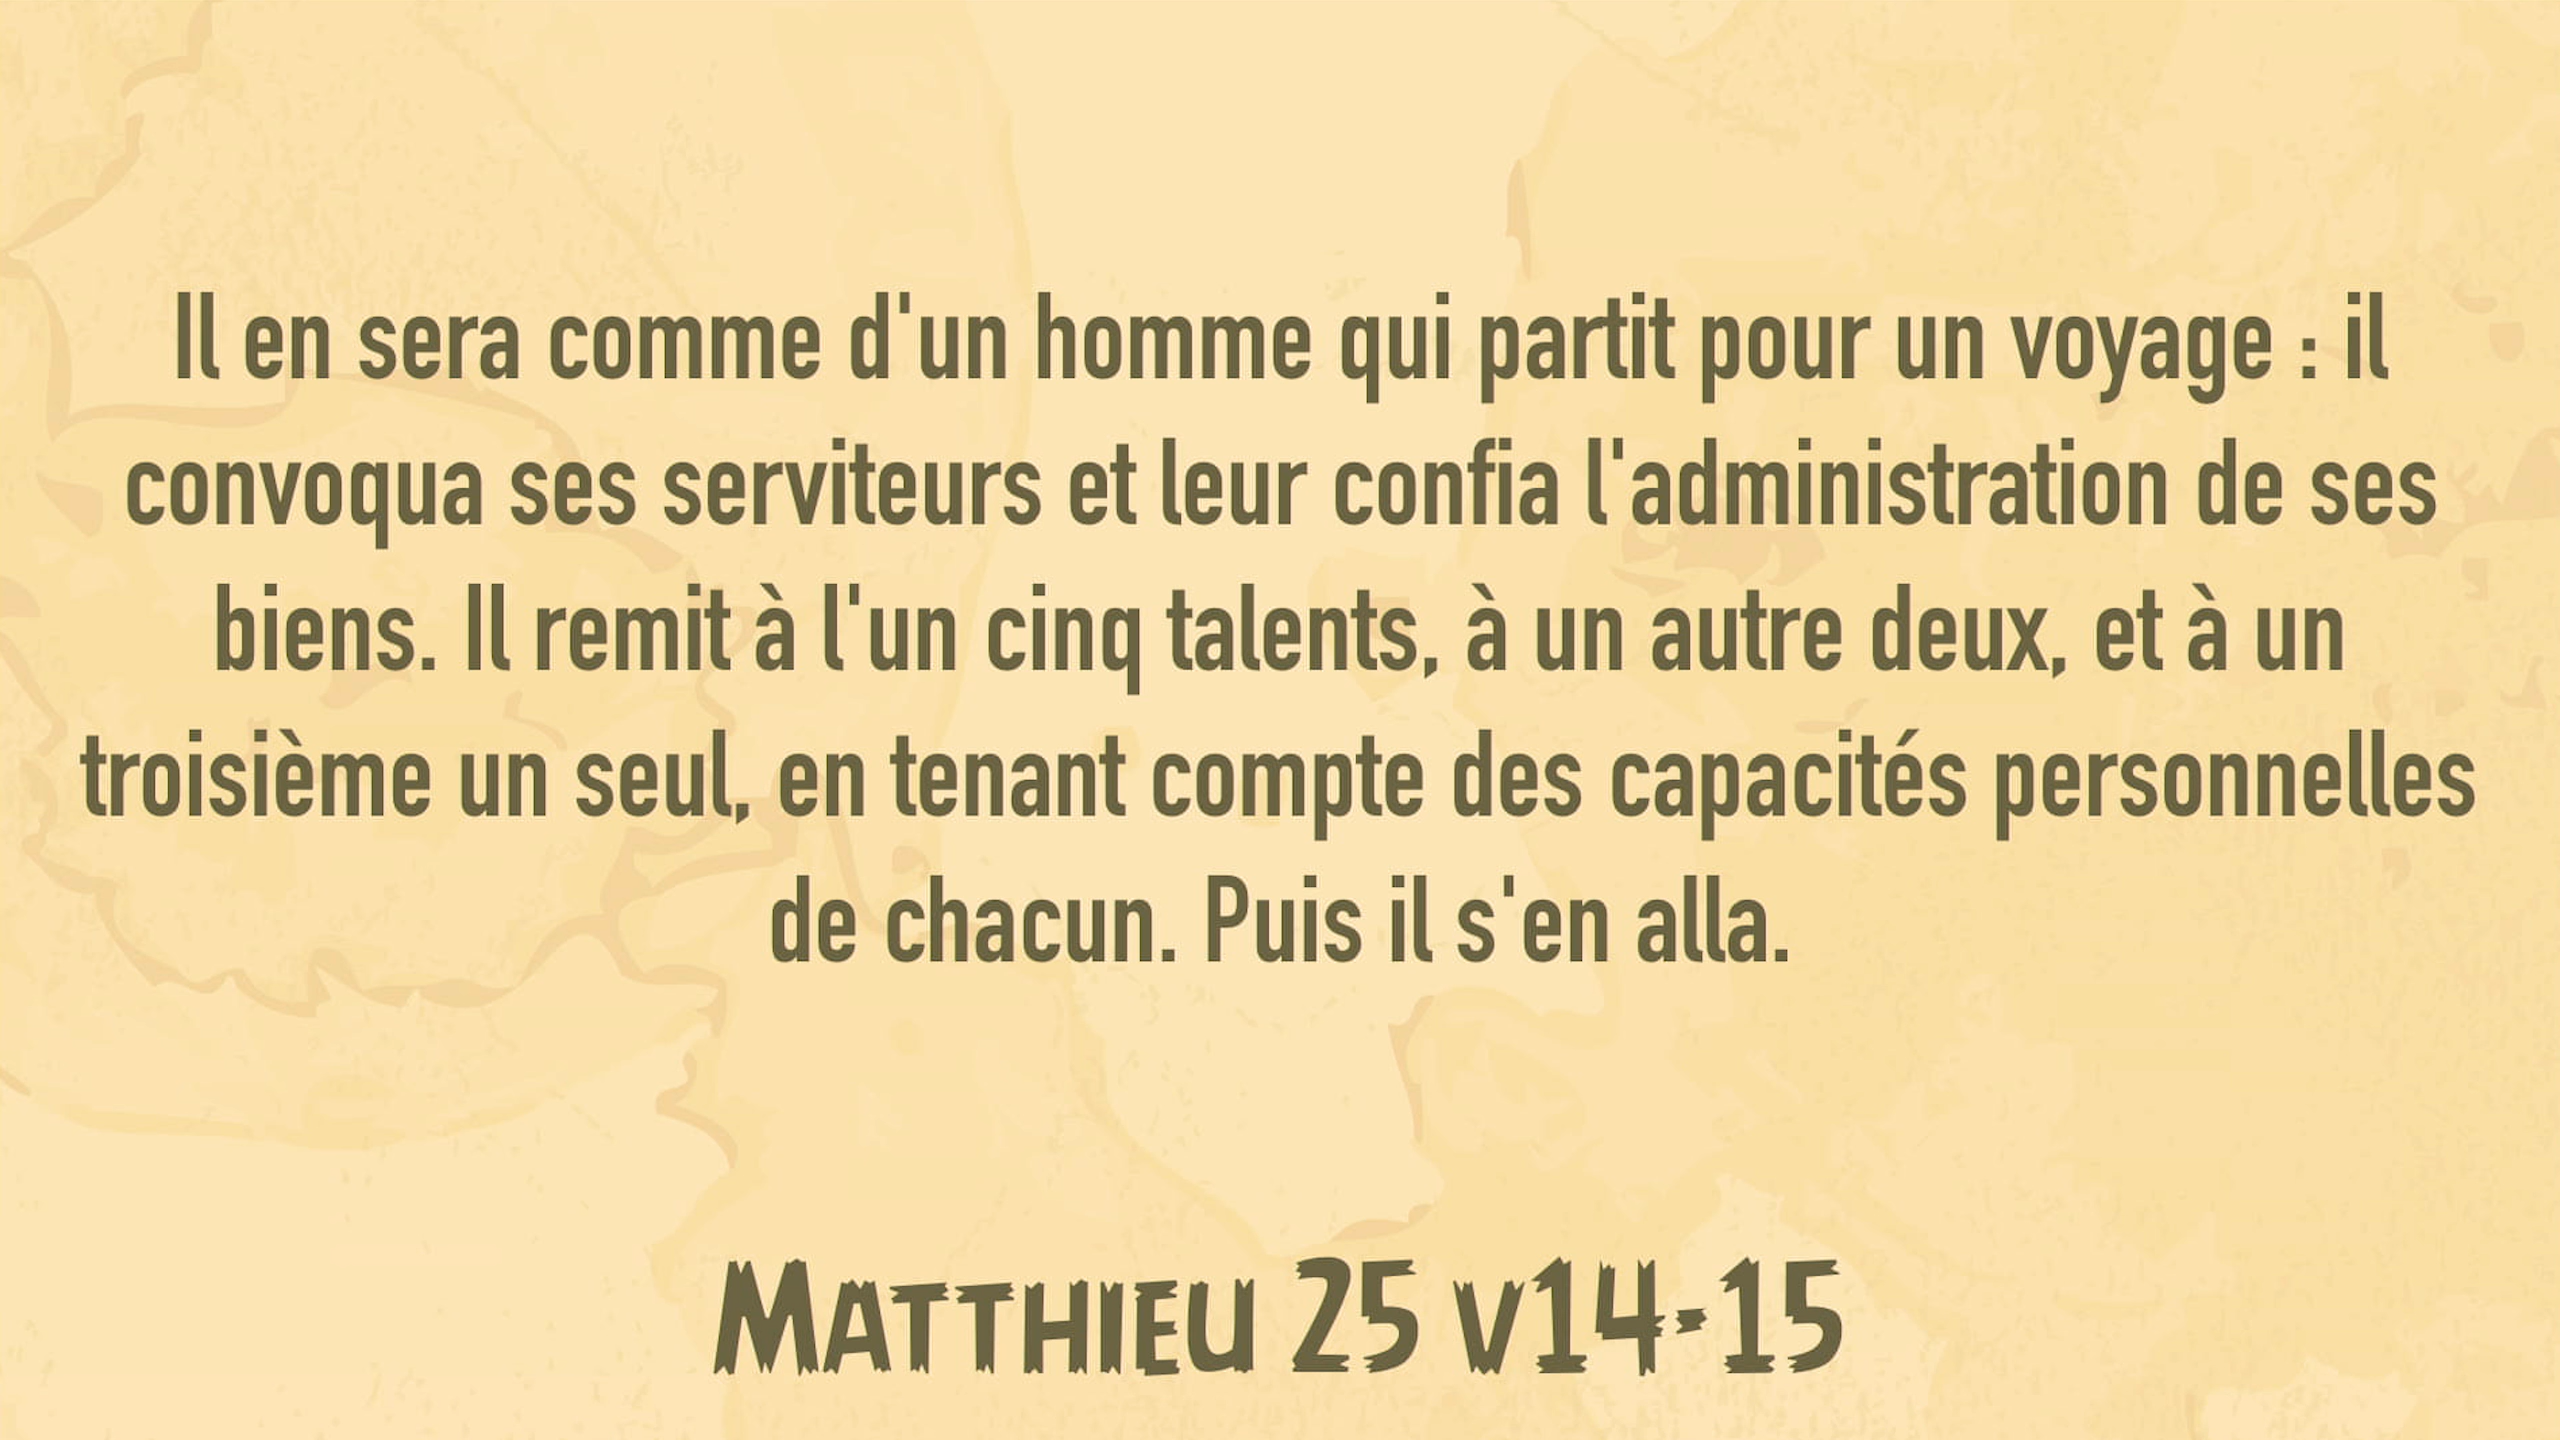 Il en sera comme d'un homme qui partit pour un voyage : il
convoqua ses serviteurs et leur confia l'administration de ses
biens. Il remit à l'un cinq talents, à un autre deux, et à un
troisième un seul, en tenant compte des capacités personnelles
de chacun. Puis il s'en alla.
Matthieu 25 v14-15